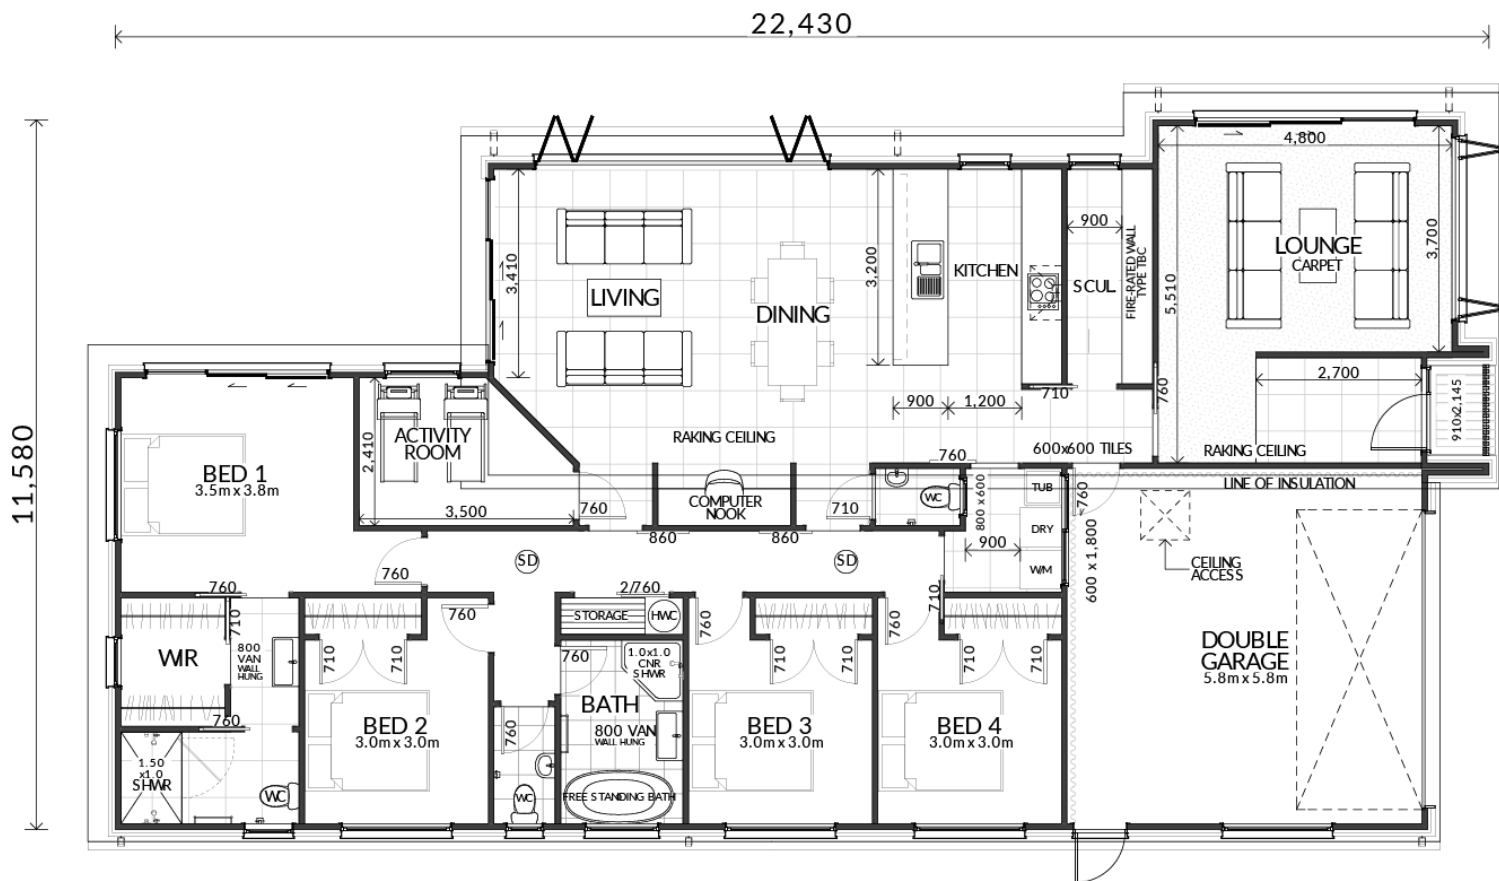 22,430
11,580
4,800
3,410
3,200
900
FIRE-RATED WALL
TYPE TBC
5,510
3,700
LOUNGE
CARPET
LIVING
DINING
KITCHEN
SCUL.
2,700
910x2,145
760
710
900
1,200
RAKING CEILING
600x600 TILES
RAKING CEILING
760
LINE OF INSULATION
2,410
ACTIVITY
ROOM
BED 1
3.5m x 3.8m
3,500
760
COMPUTER
NOOK
710
WC
800 x 600
TUB
760
DRY
900
WM
600 x 1,800
CEILING
ACCESS
860
860
SD
SD
760
760
2/760
STORAGE
HWC
760
710
760
760
710
WIR
800
VAN
WALL
HUNG
710
710
760
1.0x1.0
CNR
SHWR
710
710
710
710
DOUBLE
GARAGE
5.8m x 5.8m
BATH
800 VAN
WALL HUNG
760
760
BED 2
3.0m x 3.0m
BED 3
3.0m x 3.0m
BED 4
3.0m x 3.0m
1.50
x1.0
SHWR
WC
WC
FREE STANDING BATH